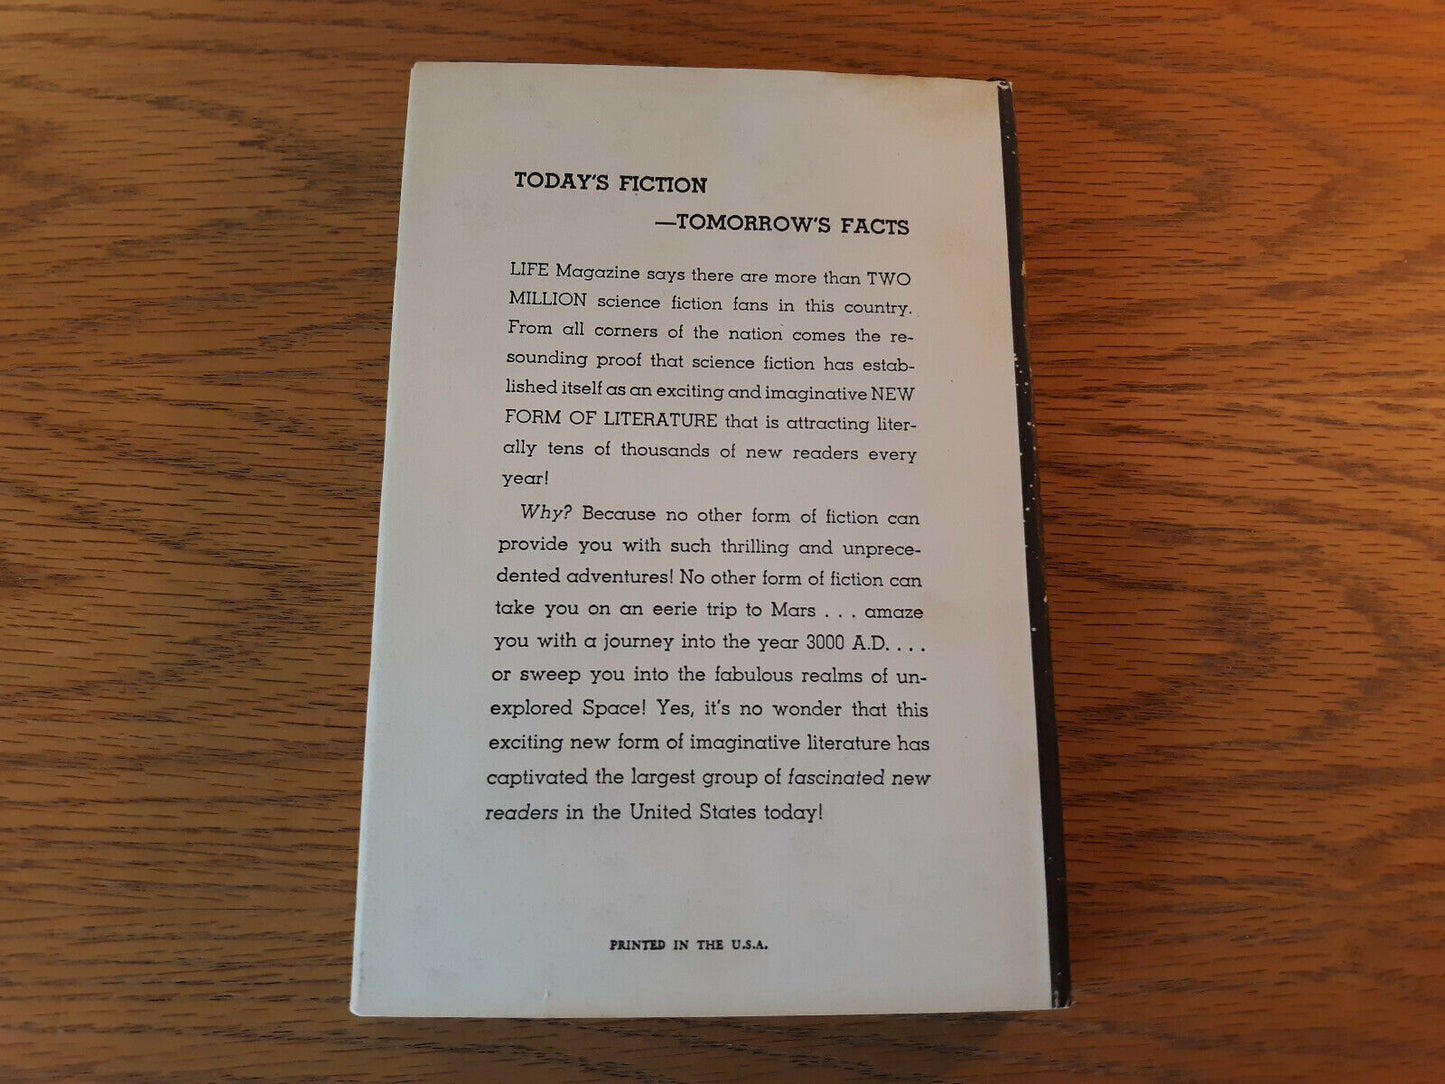 TODAY'S FICTION
—TOMORROW'S FACTS
LIFE Magazine says there are more than TWO
MILLION science fiction fans in this country.
From all corners of the nation comes the re-
sounding proof that science fiction has estab-
lished itself as an exciting and imaginative NEW
FORM OF LITERATURE that is attracting liter-
ally tens of thousands of new readers every
year!
Why? Because no other form of fiction can
provide you with such thrilling and unprece-
dented adventures! No other form of fiction can
take you on an eerie trip to Mars . . . amaze
you with a journey into the year 3000 A.D. . . .
or sweep you into the fabulous realms of un-
explored Space! Yes, it's no wonder that this
exciting new form of imaginative literature has
captivated the largest group of fascinated new
readers in the United States today!
PRINTED IN THE U.S.A.